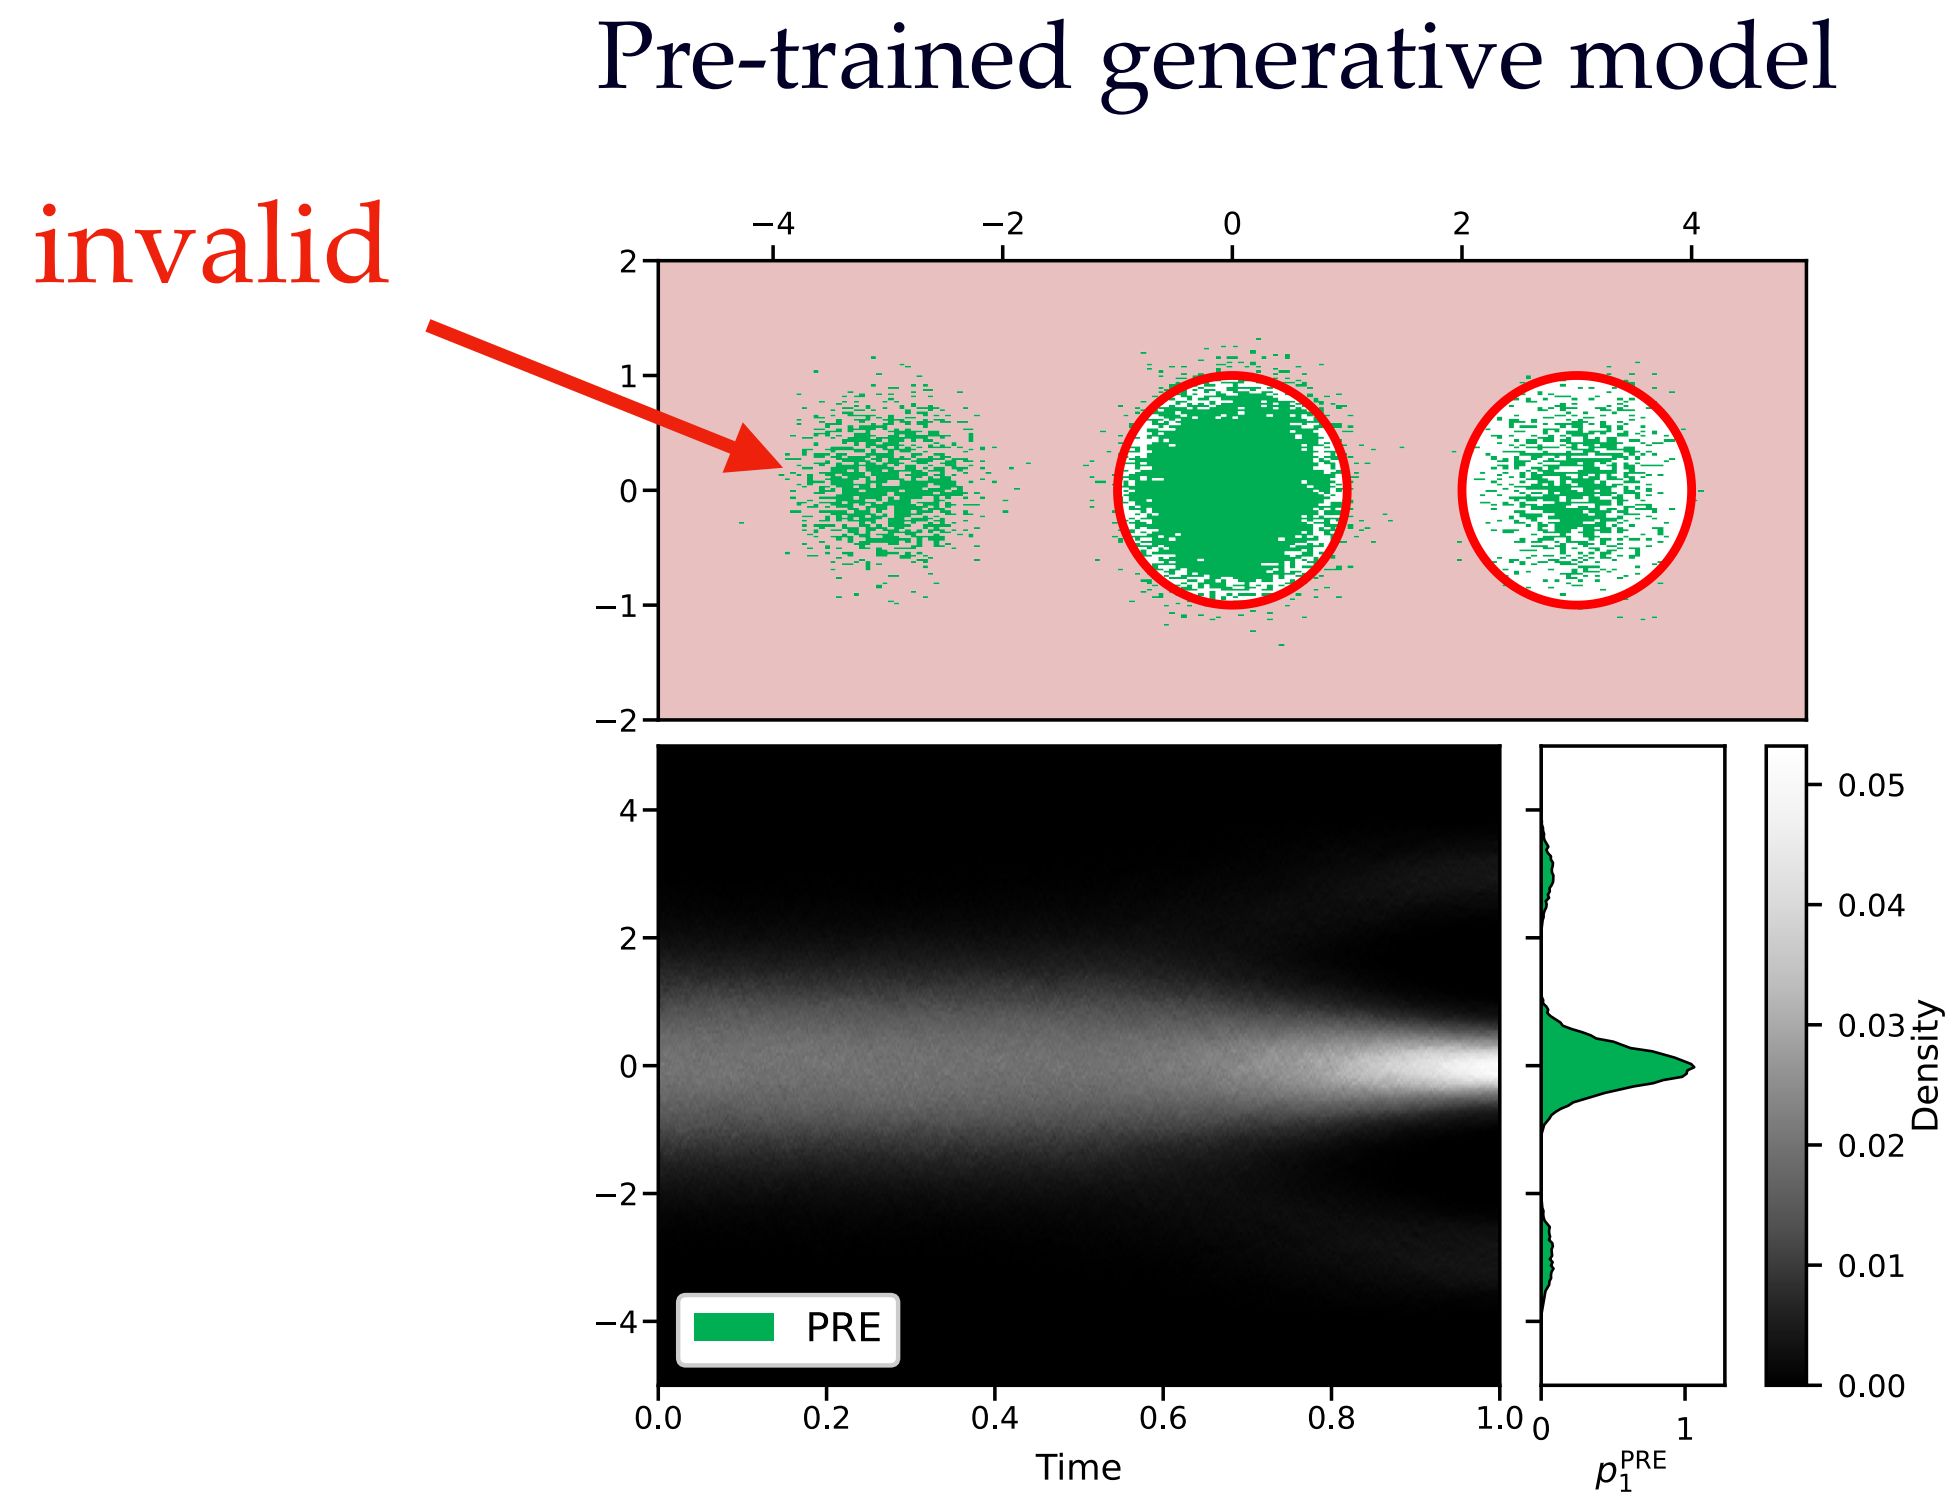 Pre-trained generative model
invalid
−4 −2 0 2 4
2
1
0
−1
−2
4
2
0
−2
−4
PRE
0.0 0.2 0.4 0.6 0.8 1.0
Time
0 1
p₁ᴾᴿᴱ
0.05
0.04
0.03
0.02
0.01
0.00
Density